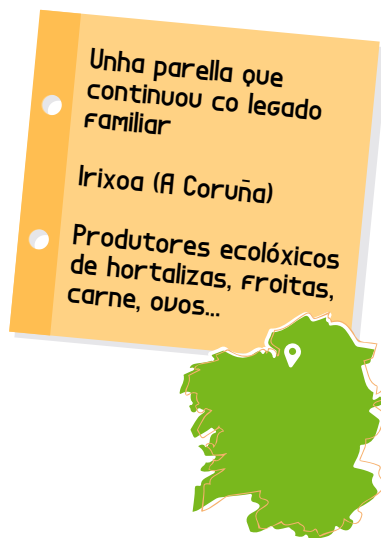 Unha parella que
continuou co legado
familiar
Irixoa (A Coruña)
Produtores ecolóxicos
de hortalizas, froitas,
carne, ovos...